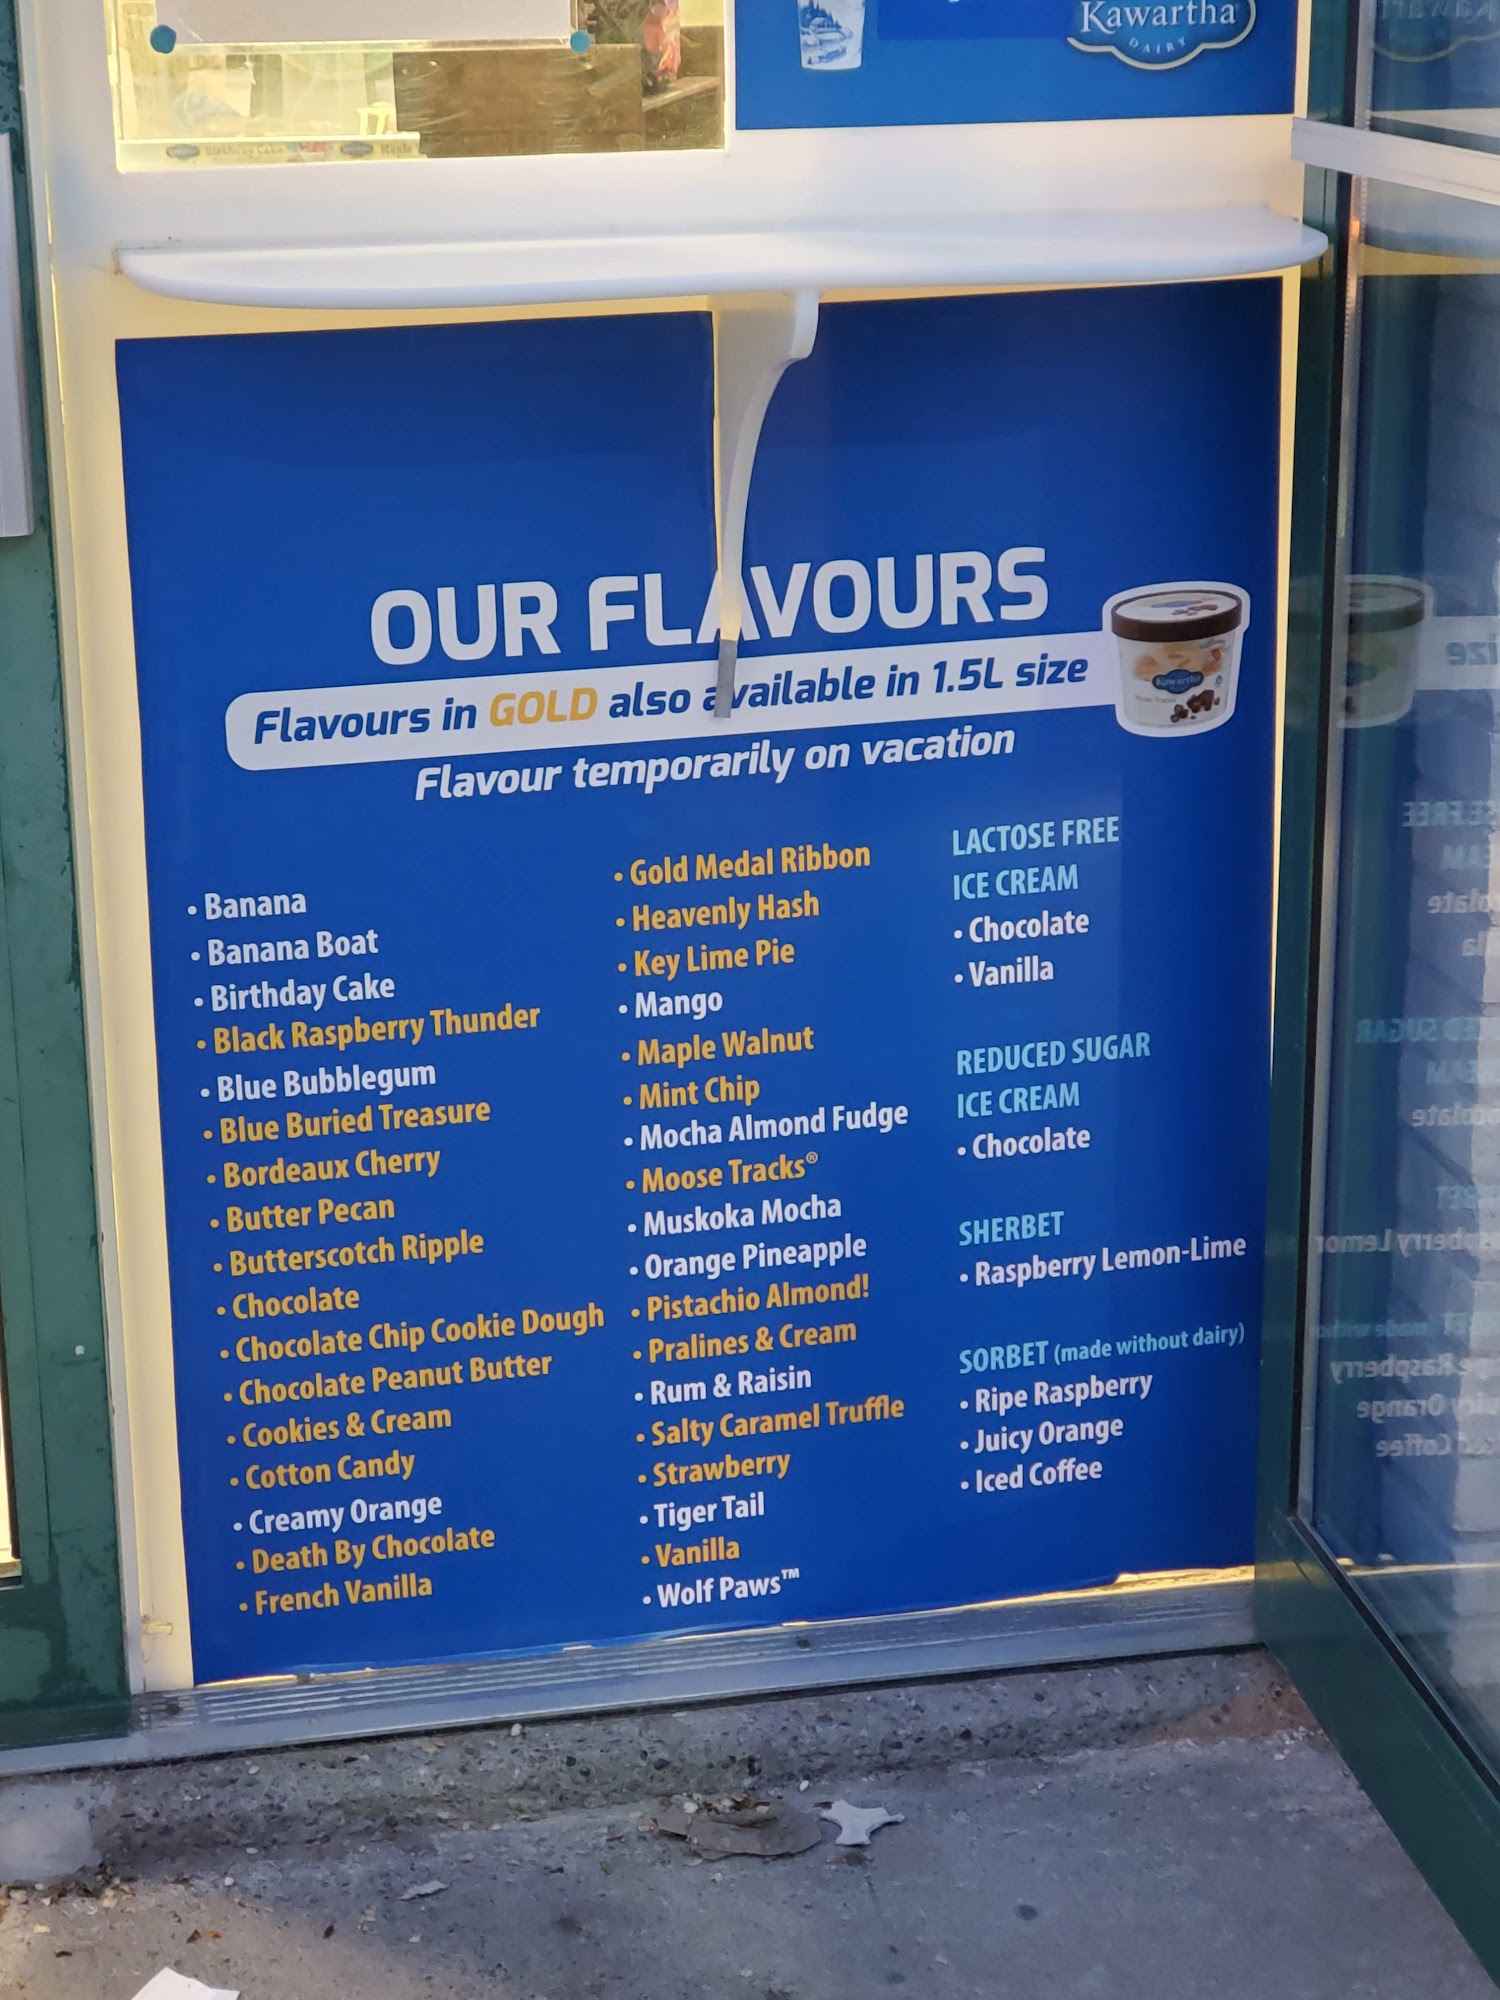 Kawartha
DAIRY
Birthday Cake
Maple
OUR FLAVOURS
Flavours in GOLD also available in 1.5L size
Kawartha
Flavour temporarily on vacation
• Banana
• Banana Boat
• Birthday Cake
• Black Raspberry Thunder
• Blue Bubblegum
• Blue Buried Treasure
• Bordeaux Cherry
• Butter Pecan
• Butterscotch Ripple
• Chocolate
• Chocolate Chip Cookie Dough
• Chocolate Peanut Butter
• Cookies & Cream
• Cotton Candy
• Creamy Orange
• Death By Chocolate
• French Vanilla
• Gold Medal Ribbon
• Heavenly Hash
• Key Lime Pie
• Mango
• Maple Walnut
• Mint Chip
• Mocha Almond Fudge
• Moose Tracks®
• Muskoka Mocha
• Orange Pineapple
• Pistachio Almond!
• Pralines & Cream
• Rum & Raisin
• Salty Caramel Truffle
• Strawberry
• Tiger Tail
• Vanilla
• Wolf Paws™
LACTOSE FREE
ICE CREAM
• Chocolate
• Vanilla
REDUCED SUGAR
ICE CREAM
• Chocolate
SHERBET
• Raspberry Lemon-Lime
SORBET (made without dairy)
• Ripe Raspberry
• Juicy Orange
• Iced Coffee